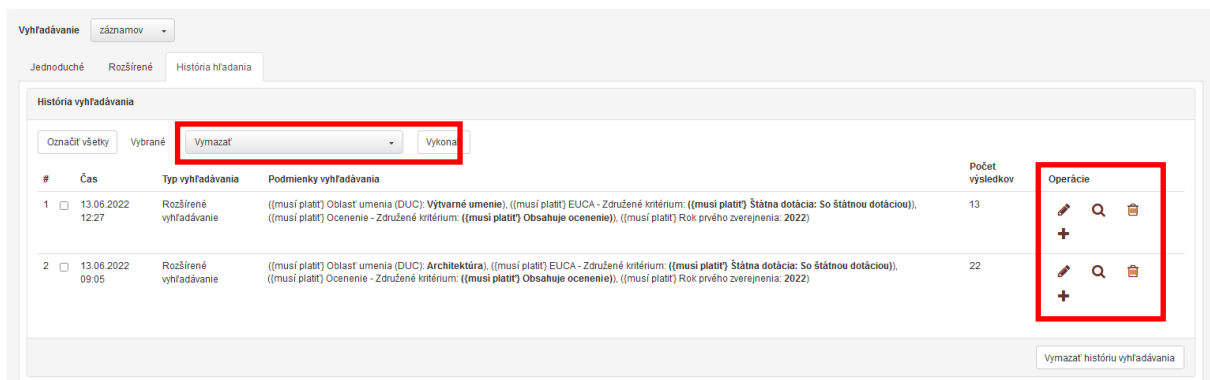 Vyhľadávanie záznamov
Jednoduché Rozšírené História hľadania
História vyhľadávania
Označiť všetky Vybrané Vymazať Vykona
Počet
# Čas Typ vyhľadávania Podmienky vyhľadávania výsledkov Operácie
1 13.06.2022 Rozšírené ({musí platiť} Oblasť umenia (DUC): Výtvarné umenie), ({musí platiť} EUCA - Združené kritérium: ({musí platiť} Štátna dotácia: So štátnou dotáciou)), 13
12:27 vyhľadávanie ({musí platiť} Ocenenie - Združené kritérium: ({musí platiť} Obsahuje ocenenie)), ({musí platiť} Rok prvého zverejnenia: 2022)
2 13.06.2022 Rozšírené ({musí platiť} Oblasť umenia (DUC): Architektúra), ({musí platiť} EUCA - Združené kritérium: ({musí platiť} Štátna dotácia: So štátnou dotáciou)), 22
09:05 vyhľadávanie ({musí platiť} Ocenenie - Združené kritérium: ({musí platiť} Obsahuje ocenenie)), ({musí platiť} Rok prvého zverejnenia: 2022)
Vymazať históriu vyhľadávania